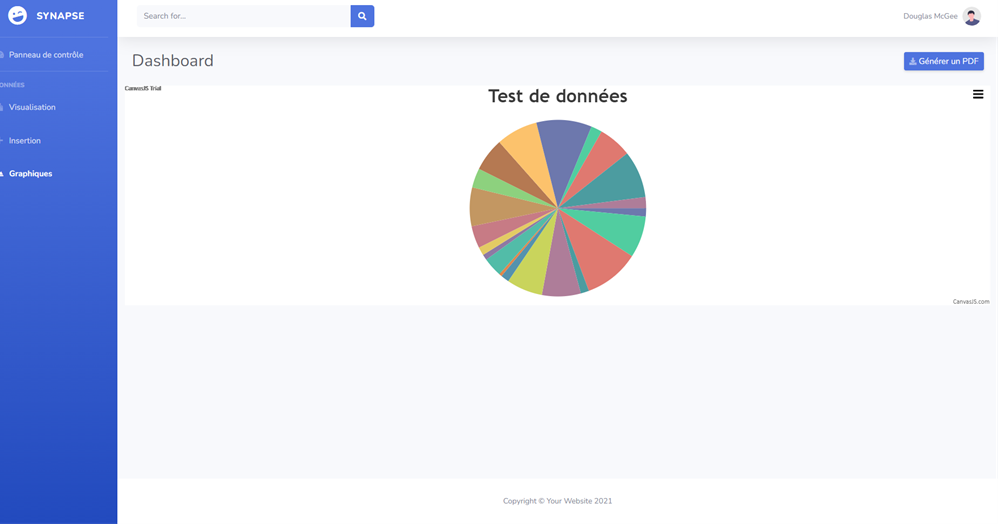 SYNAPSE
Search for...
Douglas McGee
Panneau de contrôle
Dashboard
Générer un PDF
CanvasJS Trial
Test de données
Visualisation
Insertion
Graphiques
CanvasJS.com
Copyright © Your Website 2021